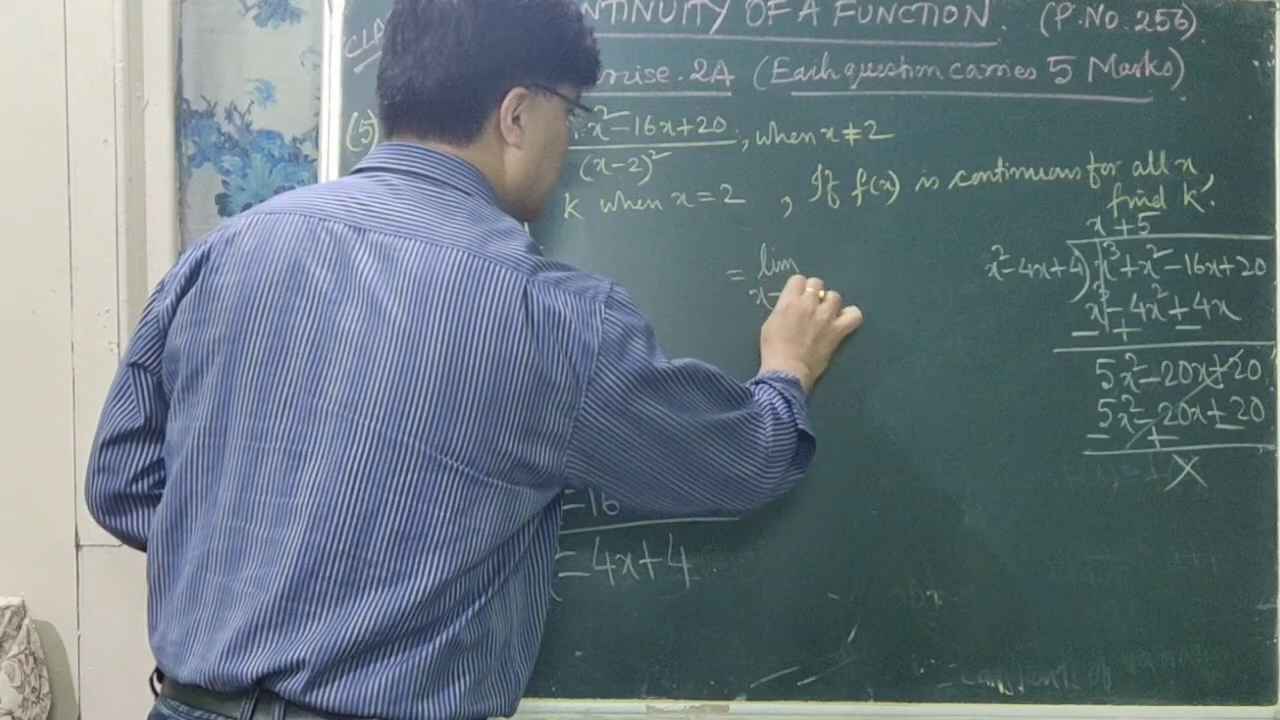 CLA NTINUITY OF A FUNCTION. (P.No. 256)
rcise. 2A (Each question carries 5 Marks)
(5) x²-16x+20, when x≠2
(x-2)²
K when x=2, If f(x) is continuous for all x
find K.
x+5
= lim x²-4x+4) x³+x²-16x+20
x→
x³-4x²+4x
- + -
5x²-20x+20
5x²-20x+20
- + -
X
=-16
=4x+4